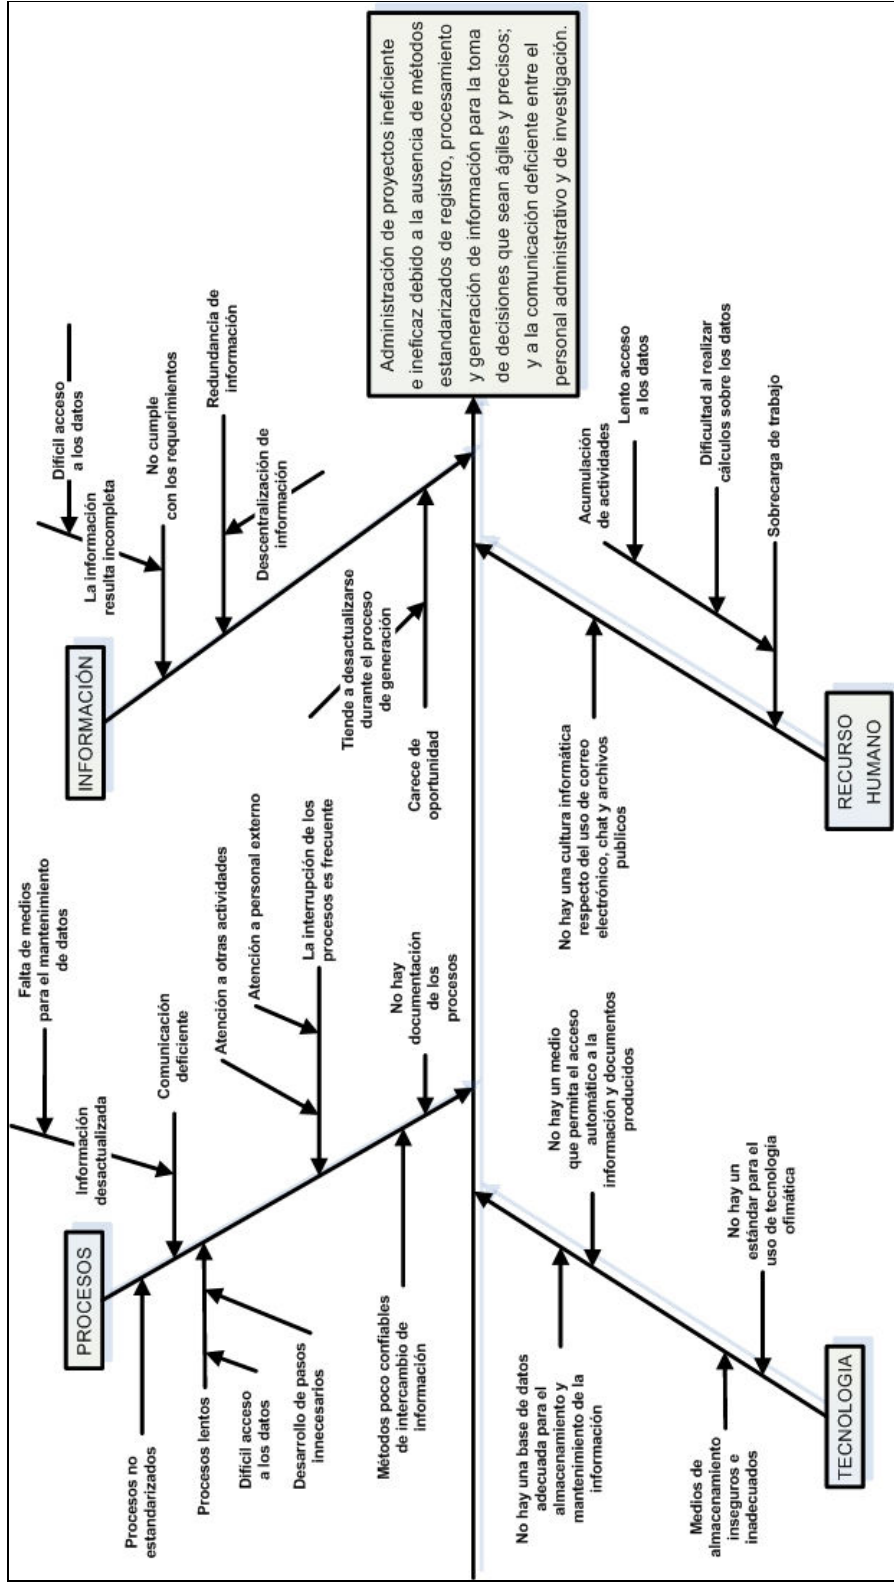 PROCESOS
Procesos no
estandarizados
Información
desactualizada
Falta de medios
para el mantenimiento
de datos
Comunicación
deficiente
Procesos lentos
Difícil acceso
a los datos
Desarrollo de pasos
innecesarios
Atención a otras actividades
Atención a personal externo
La interrupción de los
procesos es frecuente
Métodos poco confiables
de intercambio de
información
No hay
documentación
de los
procesos
INFORMACIÓN
Difícil acceso
a los datos
La información
resulta incompleta
No cumple
con los requerimientos
Redundancia de
información
Descentralización de
información
Tiende a desactualizarse
durante el proceso
de generación
Carece de
oportunidad
Administración de proyectos ineficiente
e ineficaz debido a la ausencia de métodos
estandarizados de registro, procesamiento
y generación de información para la toma
de decisiones que sean ágiles y precisos;
y a la comunicación deficiente entre el
personal administrativo y de investigación.
No hay una base de datos
adecuada para el
almacenamiento y
mantenimiento de la
información
No hay un medio
que permita el acceso
automático a la
información y documentos
producidos
Medios de
almacenamiento
inseguros e
inadecuados
No hay un
estándar para el
uso de tecnología
ofimática
TECNOLOGIA
No hay una cultura informática
respecto del uso de correo
electrónico, chat y archivos
publicos
Acumulación
de actividades
Lento acceso
a los datos
Dificultad al realizar
cálculos sobre los datos
Sobrecarga de trabajo
RECURSO
HUMANO